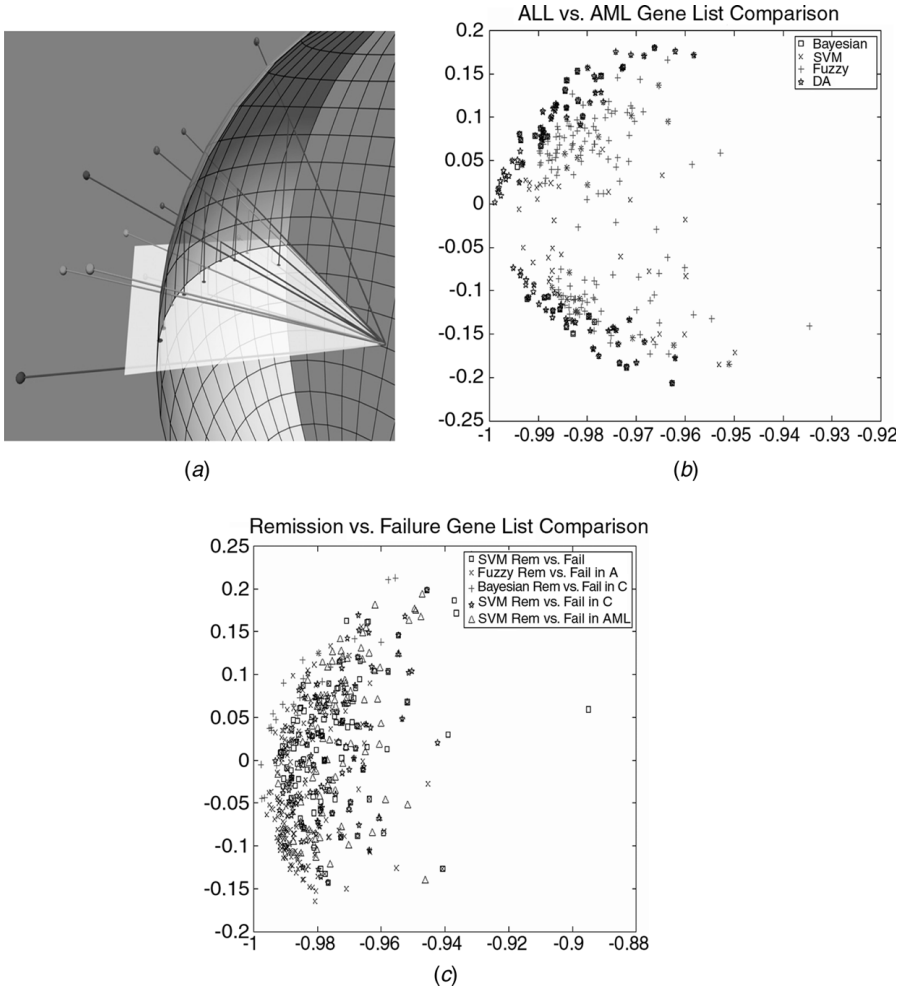 ALL vs. AML Gene List Comparison
0.2
0.15
0.1
0.05
0
-0.05
-0.1
-0.15
-0.2
-0.25
Bayesian
SVM
Fuzzy
DA
-1 -0.99 -0.98 -0.97 -0.96 -0.95 -0.94 -0.93 -0.92
(a) (b)
Remission vs. Failure Gene List Comparison
0.25
0.2
0.15
0.1
0.05
0
-0.05
-0.1
-0.15
-0.2
SVM Rem vs. Fail
Fuzzy Rem vs. Fail in A
Bayesian Rem vs. Fail in C
SVM Rem vs. Fail in C
SVM Rem vs. Fail in AML
-1 -0.98 -0.96 -0.94 -0.92 -0.9 -0.88
(c)